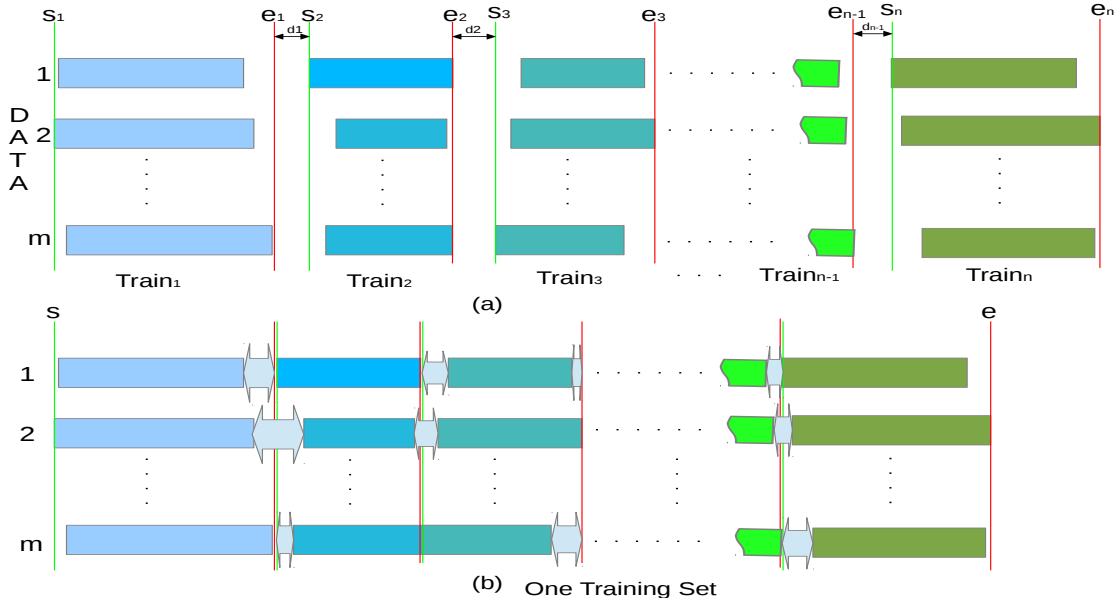 s₁ e₁ s₂ e₂ s₃ e₃ eₙ₋₁ sₙ eₙ
d1 d2 dₙ₋₁
1
DATA
2
m
Train₁ Train₂ Train₃ Trainₙ₋₁ Trainₙ
(a)
s e
1
2
m
(b) One Training Set